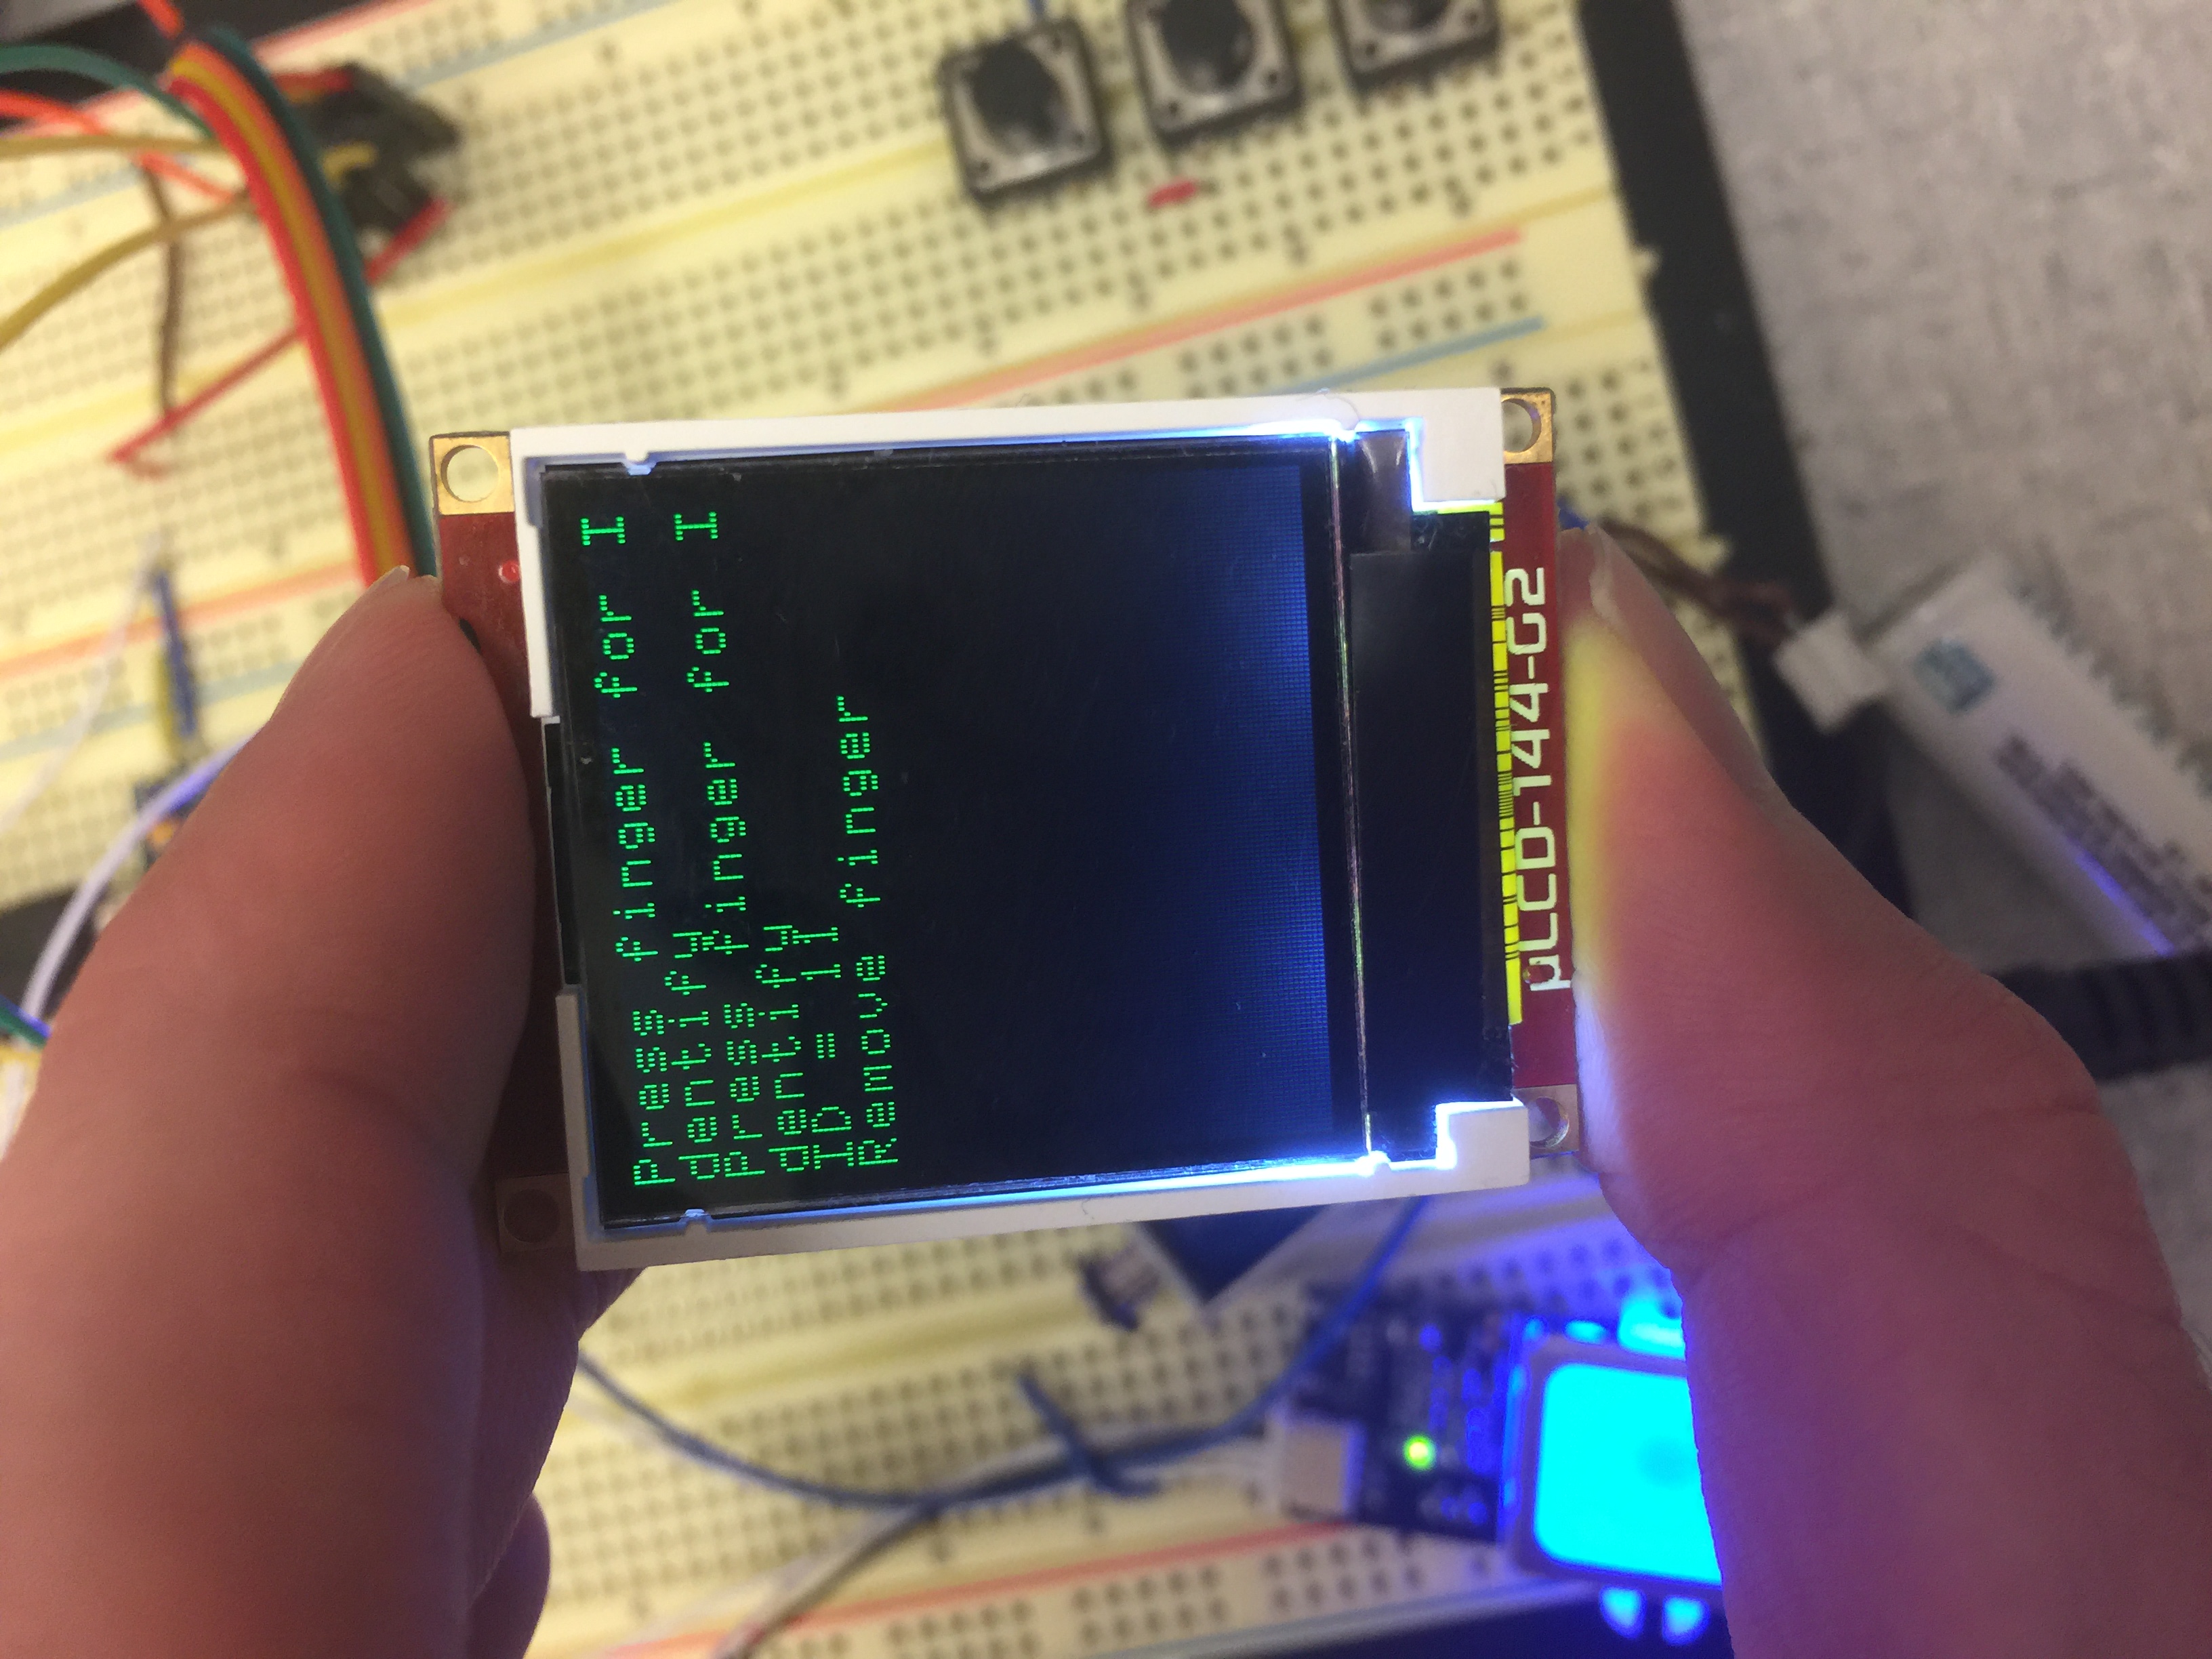 Press finger for I
dentify
Press finger for I
dentify
ID = 11
Remove finger
µLCD-144-G2